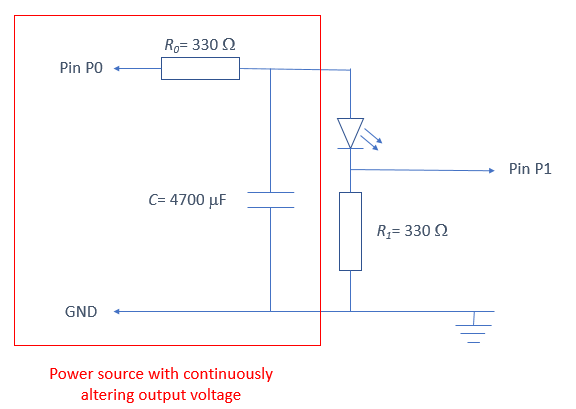 R₀= 330 Ω
Pin P0
Pin P1
C= 4700 μF
R₁= 330 Ω
GND
Power source with continuously
altering output voltage